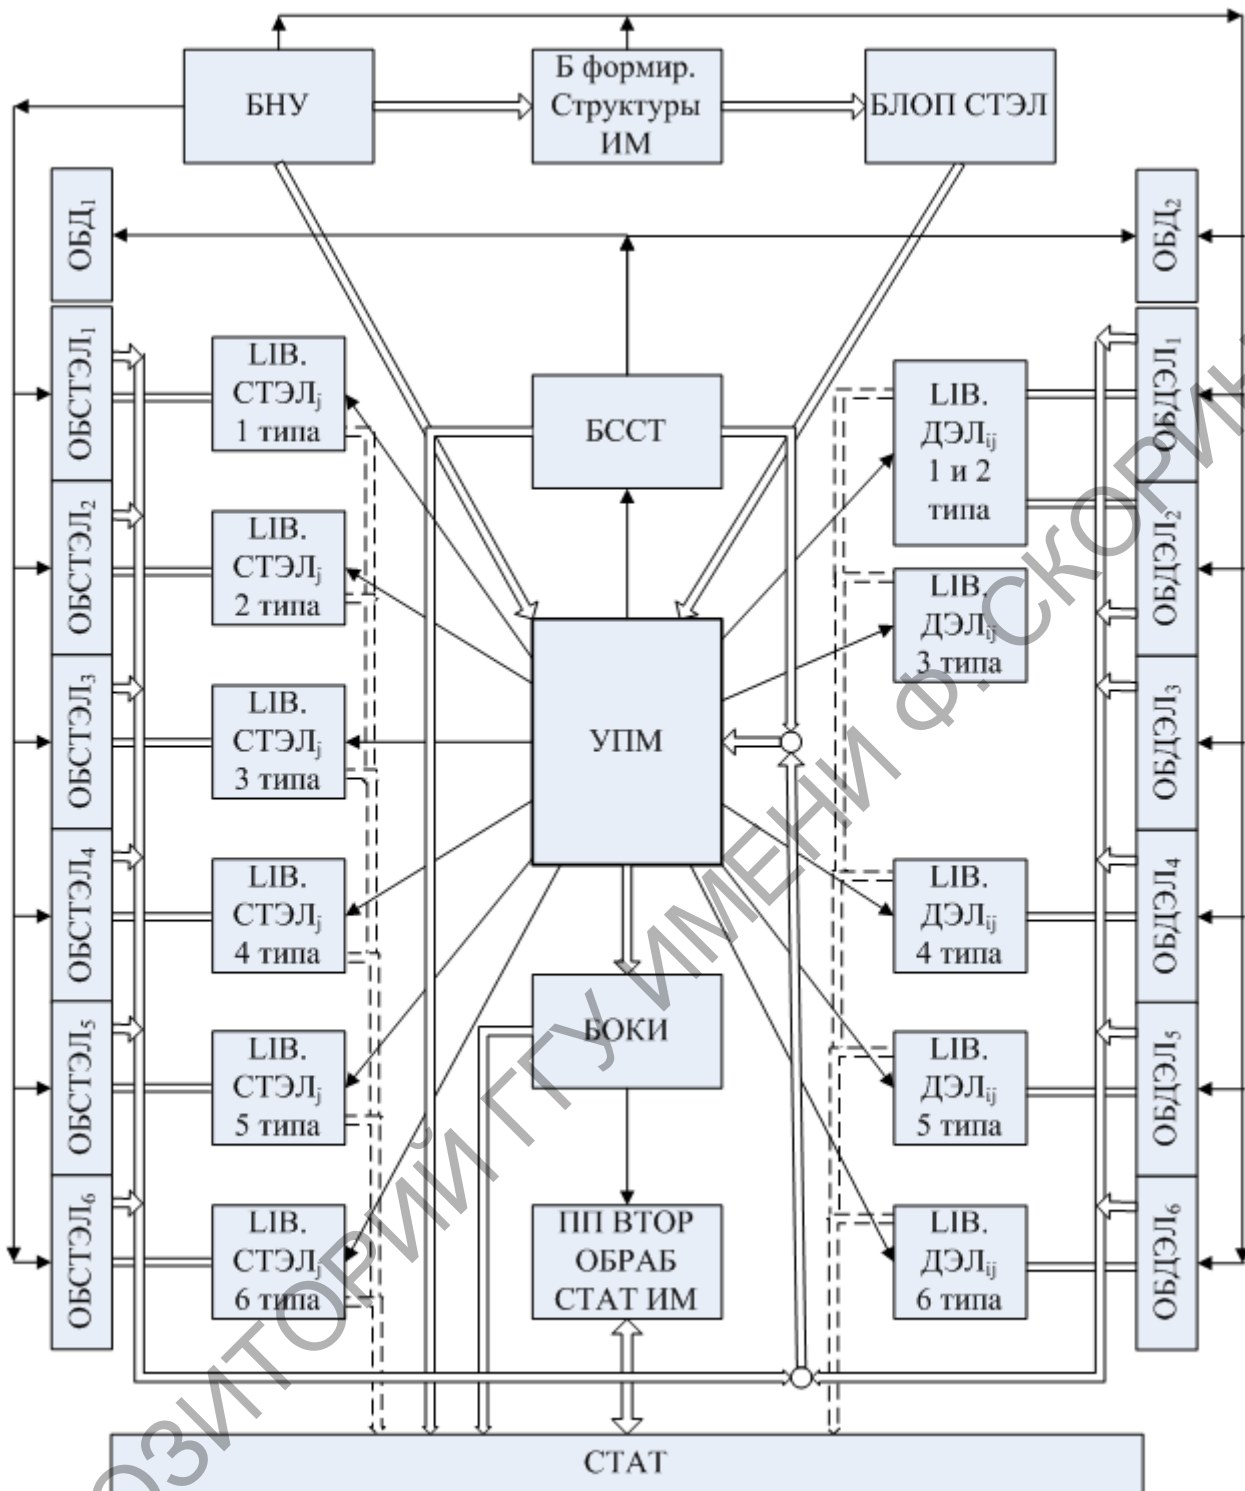 БНУ
Б формир.
Структуры
ИМ
БЛОП СТЭЛ
ОБД₁
ОБД₂
ОБСТЭЛ₁
ОБСТЭЛ₂
ОБСТЭЛ₃
ОБСТЭЛ₄
ОБСТЭЛ₅
ОБСТЭЛ₆
LIB.
СТЭЛⱼ
1 типа
LIB.
СТЭЛⱼ
2 типа
LIB.
СТЭЛⱼ
3 типа
LIB.
СТЭЛⱼ
4 типа
LIB.
СТЭЛⱼ
5 типа
LIB.
СТЭЛⱼ
6 типа
БССТ
УПМ
БОКИ
ПП ВТОР
ОБРАБ
СТАТ ИМ
LIB.
ДЭЛᵢⱼ
1 и 2
типа
LIB.
ДЭЛᵢⱼ
3 типа
LIB.
ДЭЛᵢⱼ
4 типа
LIB.
ДЭЛᵢⱼ
5 типа
LIB.
ДЭЛᵢⱼ
6 типа
ОБДЭЛ₁
ОБДЭЛ₂
ОБДЭЛ₃
ОБДЭЛ₄
ОБДЭЛ₅
ОБДЭЛ₆
СТАТ
ОЗИТОРИЙ ГГУ ИМЕНИ Ф. СКОРИН